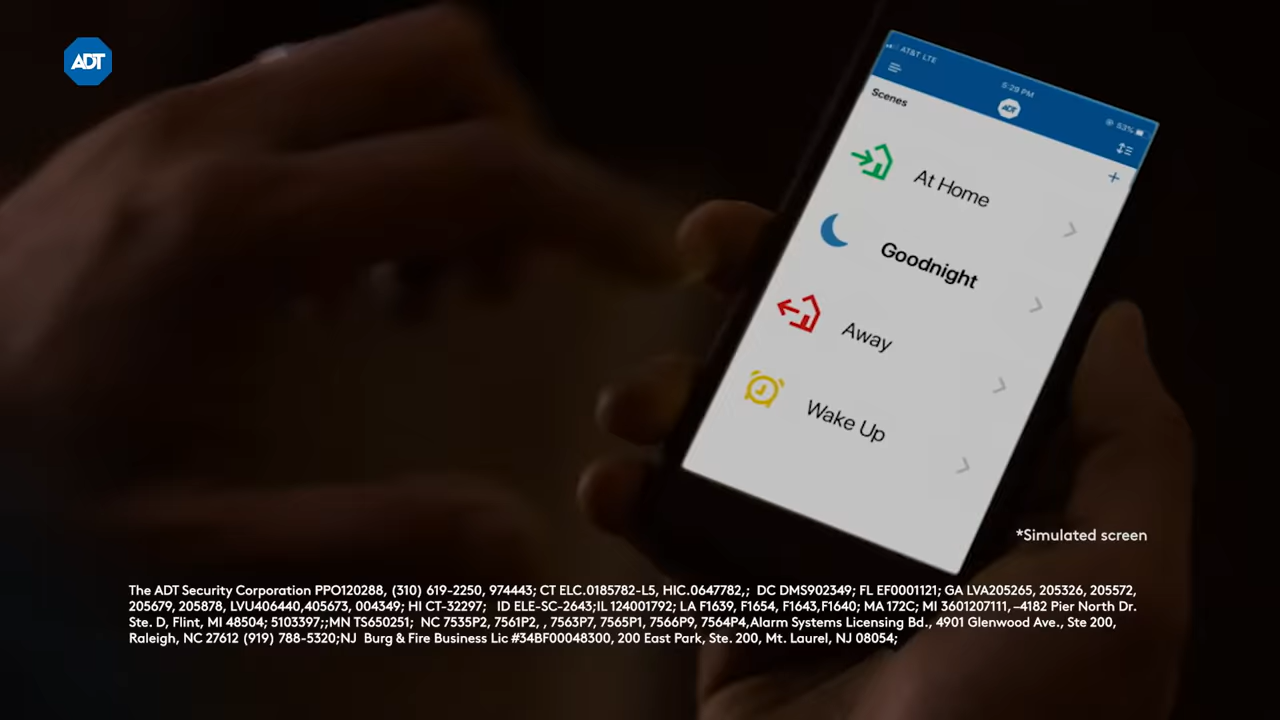 ADT
AT&T LTE
5:29 PM
53%
ADT
Scenes
+
At Home
Goodnight
Away
Wake Up
*Simulated screen
The ADT Security Corporation PPO120288, (310) 619-2250, 974443; CT ELC.0185782-L5, HIC.0647782,; DC DMS902349; FL EF0001121; GA LVA205265, 205326, 205572,
205679, 205878, LVU406440,405673, 004349; HI CT-32297; ID ELE-SC-2643;IL 124001792; LA F1639, F1654, F1643,F1640; MA 172C; MI 3601207111, –4182 Pier North Dr.
Ste. D, Flint, MI 48504; 5103397;;MN TS650251; NC 7535P2, 7561P2, , 7563P7, 7565P1, 7566P9, 7564P4,Alarm Systems Licensing Bd., 4901 Glenwood Ave., Ste 200,
Raleigh, NC 27612 (919) 788-5320;NJ Burg & Fire Business Lic #34BF00048300, 200 East Park, Ste. 200, Mt. Laurel, NJ 08054;